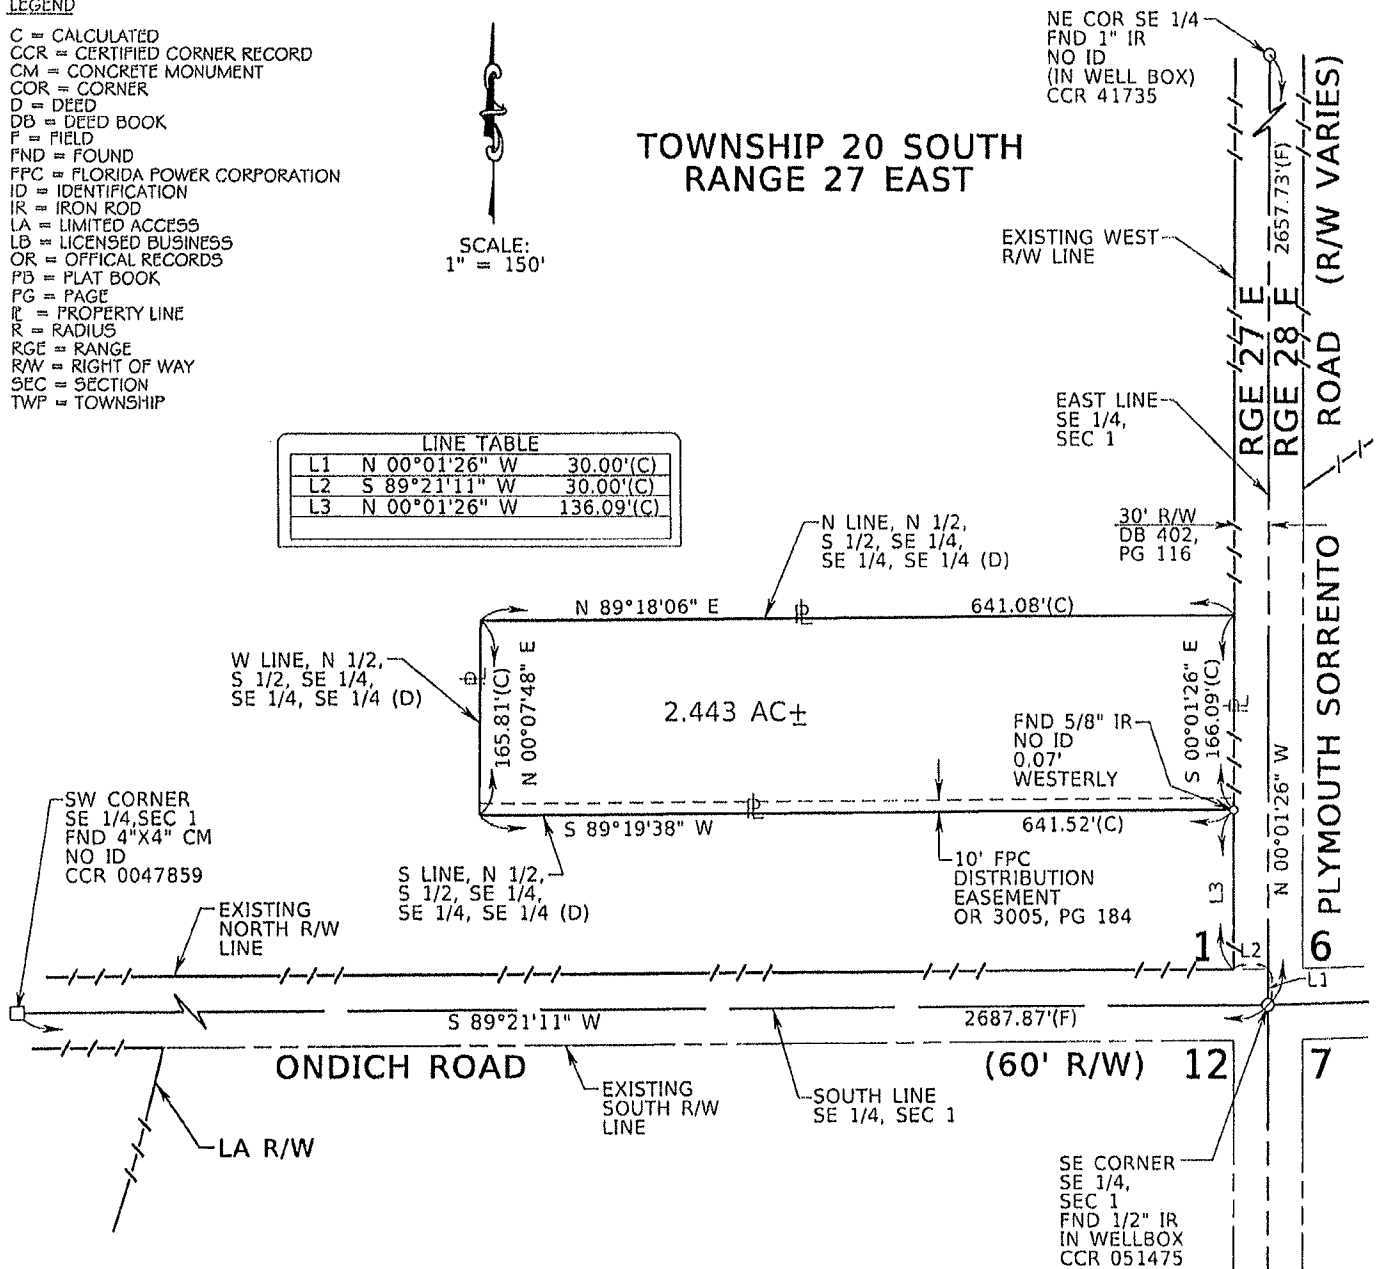 LEGEND
C = CALCULATED
CCR = CERTIFIED CORNER RECORD
CM = CONCRETE MONUMENT
COR = CORNER
D = DEED
DB = DEED BOOK
F = FIELD
FND = FOUND
FPC = FLORIDA POWER CORPORATION
ID = IDENTIFICATION
IR = IRON ROD
LA = LIMITED ACCESS
LB = LICENSED BUSINESS
OR = OFFICAL RECORDS
PB = PLAT BOOK
PG = PAGE
PL = PROPERTY LINE
R = RADIUS
RGE = RANGE
R/W = RIGHT OF WAY
SEC = SECTION
TWP = TOWNSHIP
SCALE:
1" = 150'
TOWNSHIP 20 SOUTH
RANGE 27 EAST
NE COR SE 1/4
FND 1" IR
NO ID
(IN WELL BOX)
CCR 41735
2657.73'(F)
(R/W VARIES)
EXISTING WEST
R/W LINE
RGE 27 E
RGE 28 E
ROAD
EAST LINE
SE 1/4,
SEC 1
LINE TABLE
L1 N 00°01'26" W 30.00'(C)
L2 S 89°21'11" W 30.00'(C)
L3 N 00°01'26" W 136.09'(C)
N LINE, N 1/2,
S 1/2, SE 1/4,
SE 1/4, SE 1/4 (D)
30' R/W
DB 402,
PG 116
PLYMOUTH SORRENTO
N 89°18'06" E
PL
641.08'(C)
W LINE, N 1/2,
S 1/2, SE 1/4,
SE 1/4, SE 1/4 (D)
PL
165.81'(C)
N 00°07'48" E
2.443 AC±
S 00°01'26" E
166.09'(C)
PL
FND 5/8" IR
NO ID
0.07'
WESTERLY
N 00°01'26" W
SW CORNER
SE 1/4,SEC 1
FND 4"X4" CM
NO ID
CCR 0047859
PL
S 89°19'38" W
641.52'(C)
S LINE, N 1/2,
S 1/2, SE 1/4,
SE 1/4, SE 1/4 (D)
10' FPC
DISTRIBUTION
EASEMENT
OR 3005, PG 184
L3
EXISTING
NORTH R/W
LINE
1
L2
6
L1
S 89°21'11" W
2687.87'(F)
ONDICH ROAD
(60' R/W)
12
7
EXISTING
SOUTH R/W
LINE
SOUTH LINE
SE 1/4, SEC 1
LA R/W
SE CORNER
SE 1/4,
SEC 1
FND 1/2" IR
IN WELLBOX
CCR 051475